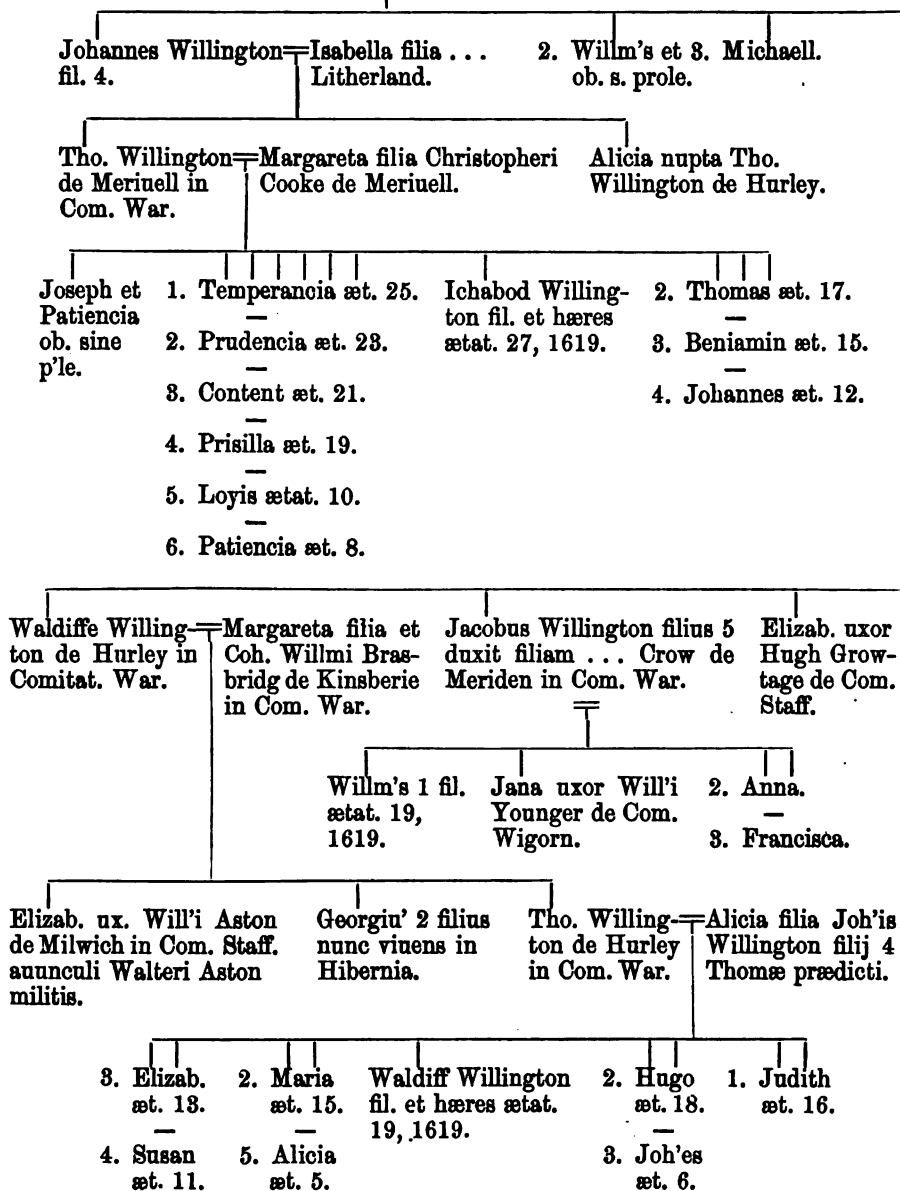 Johannes Willington
fil. 4.
Isabella filia ...
Litherland.
2. Willm's et 3. Michaell.
ob. s. prole.
Tho. Willington
de Meriuell in
Com. War.
Margareta filia Christopheri
Cooke de Meriuell.
Alicia nupta Tho.
Willington de Hurley.
Joseph et
Patiencia
ob. sine
p'le.
1. Temperancia æt. 25.
—
2. Prudencia æt. 23.
—
3. Content æt. 21.
—
4. Prisilla æt. 19.
—
5. Loyis ætat. 10.
—
6. Patiencia æt. 8.
Ichabod Willing-
ton fil. et hæres
ætat. 27, 1619.
2. Thomas æt. 17.
—
3. Beniamin æt. 15.
—
4. Johannes æt. 12.
Waldiffe Willing-
ton de Hurley in
Comitat. War.
Margareta filia et
Coh. Willmi Bras-
bridg de Kinsberie
in Com. War.
Jacobus Willington filius 5
duxit filiam ... Crow de
Meriden in Com. War.
Elizab. uxor
Hugh Grow-
tage de Com.
Staff.
Willm's 1 fil.
ætat. 19,
1619.
Jana uxor Will'i
Younger de Com.
Wigorn.
2. Anna.
—
3. Francisca.
Elizab. ux. Will'i Aston
de Milwich in Com. Staff.
auunculi Walteri Aston
militis.
Georgiu' 2 filius
nunc viuens in
Hibernia.
Tho. Willing-
ton de Hurley
in Com. War.
Alicia filia Joh'is
Willington filij 4
Thomæ prædicti.
3. Elizab.
æt. 13.
—
4. Susan
æt. 11.
2. Maria
æt. 15.
—
5. Alicia
æt. 5.
Waldiff Willington
fil. et hæres ætat.
19, 1619.
2. Hugo
æt. 18.
—
3. Joh'es
æt. 6.
1. Judith
æt. 16.